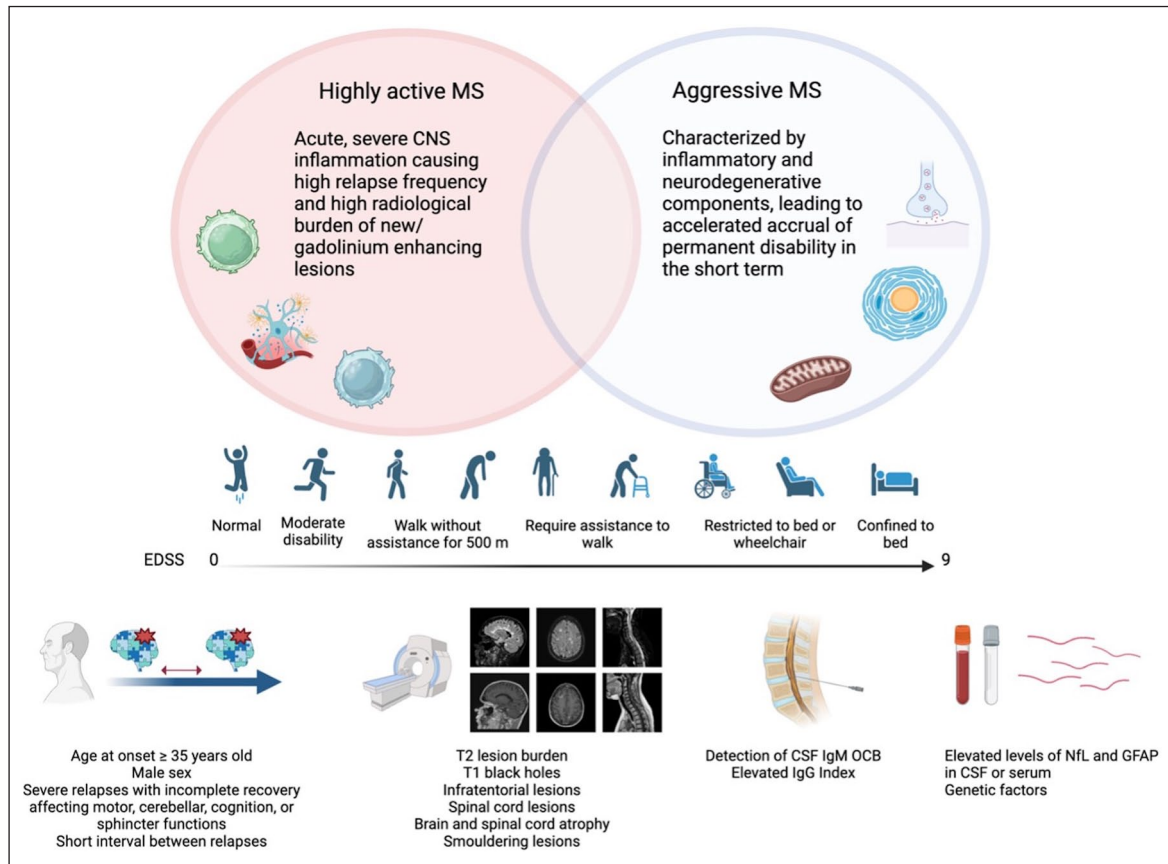 Highly active MS
Acute, severe CNS
inflammation causing
high relapse frequency
and high radiological
burden of new/
gadolinium enhancing
lesions
Aggressive MS
Characterized by
inflammatory and
neurodegenerative
components, leading to
accelerated accrual of
permanent disability in
the short term
Normal
Moderate
disability
Walk without
assistance for 500 m
Require assistance to
walk
Restricted to bed or
wheelchair
Confined to
bed
EDSS 0 9
Age at onset ≥ 35 years old
Male sex
Severe relapses with incomplete recovery
affecting motor, cerebellar, cognition, or
sphincter functions
Short interval between relapses
T2 lesion burden
T1 black holes
Infratentorial lesions
Spinal cord lesions
Brain and spinal cord atrophy
Smouldering lesions
Detection of CSF IgM OCB
Elevated IgG Index
Elevated levels of NfL and GFAP
in CSF or serum
Genetic factors